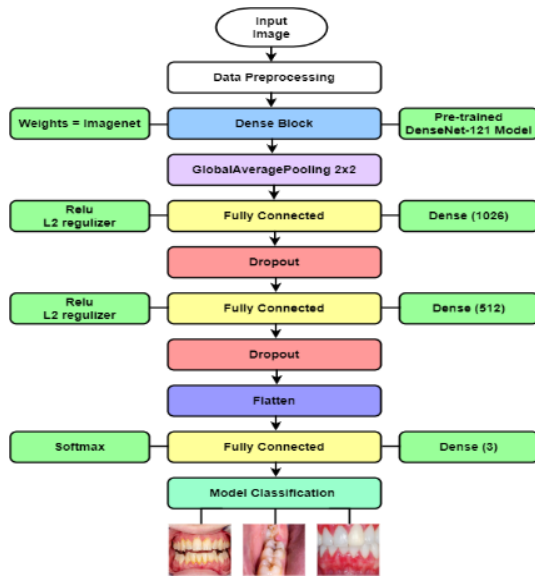 Input
Image
Data Preprocessing
Weights = Imagenet
Dense Block
Pre-trained
DenseNet-121 Model
GlobalAveragePooling 2x2
Relu
L2 regulizer
Fully Connected
Dense (1026)
Dropout
Relu
L2 regulizer
Fully Connected
Dense (512)
Dropout
Flatten
Softmax
Fully Connected
Dense (3)
Model Classification